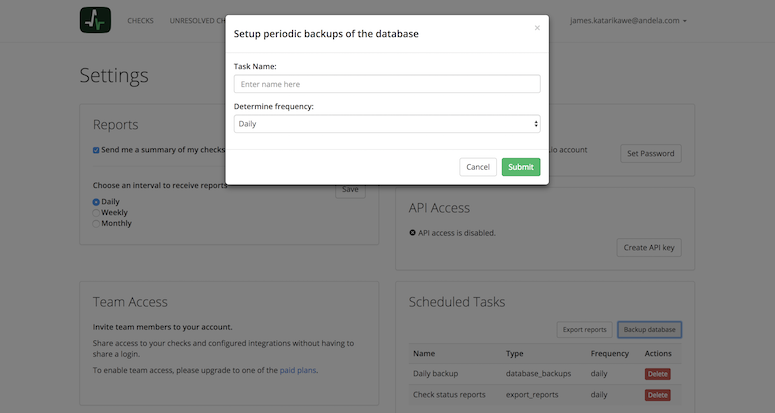 CHECKS
UNRESOLVED CH
james.katarikawe@andela.com
Setup periodic backups of the database
×
Task Name:
Enter name here
Determine frequency:
Daily
Cancel
Submit
Settings
Reports
Send me a summary of my checks
Choose an interval to receive reports
Save
Daily
Weekly
Monthly
.io account
Set Password
API Access
API access is disabled.
Create API key
Team Access
Invite team members to your account.
Share access to your checks and configured integrations without having to
share a login.
To enable team access, please upgrade to one of the paid plans.
Scheduled Tasks
Export reports
Backup database
Name Type Frequency Actions
Daily backup database_backups daily Delete
Check status reports export_reports daily Delete